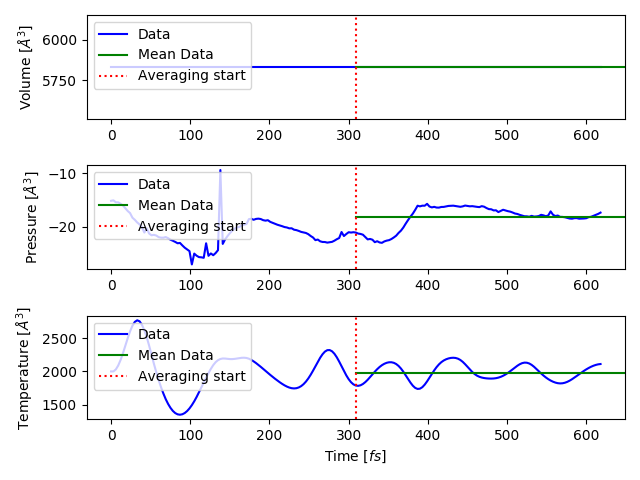 Volume [Å³]
6000
5750
Data
Mean Data
Averaging start
0 100 200 300 400 500 600
Pressure [Å³]
−10
−20
Data
Mean Data
Averaging start
0 100 200 300 400 500 600
Temperature [Å³]
2500
2000
1500
Data
Mean Data
Averaging start
0 100 200 300 400 500 600
Time [fs]